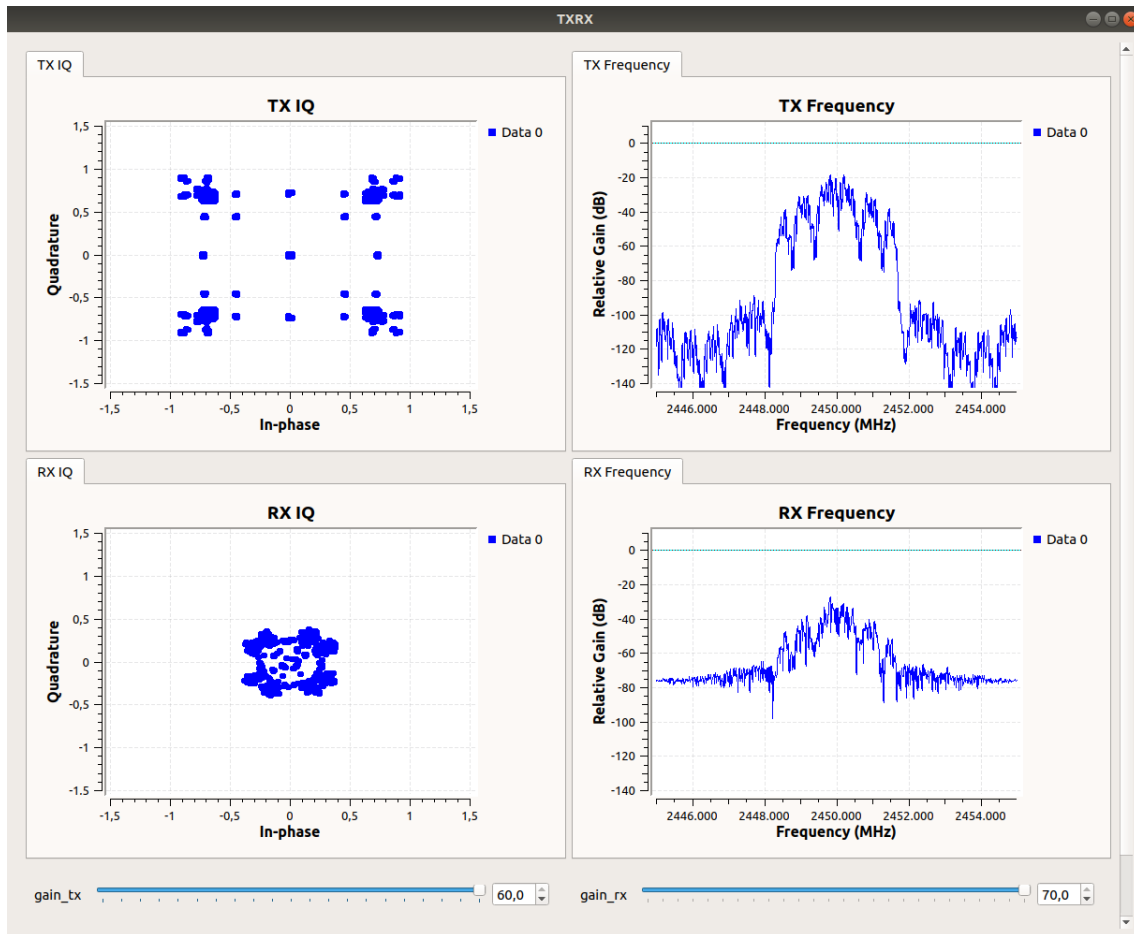 TXRX
TX IQ
TX Frequency
TX IQ
1,5
1
0,5
0
-0,5
-1
-1,5
Quadrature
-1,5 -1 -0,5 0 0,5 1 1,5
In-phase
Data 0
TX Frequency
0
-20
-40
-60
-80
-100
-120
-140
Relative Gain (dB)
2446.000 2448.000 2450.000 2452.000 2454.000
Frequency (MHz)
Data 0
RX IQ
RX Frequency
RX IQ
1,5
1
0,5
0
-0,5
-1
-1.5
Quadrature
-1,5 -1 -0,5 0 0,5 1 1,5
In-phase
Data 0
RX Frequency
0
-20
-40
-60
-80
-100
-120
-140
Relative Gain (dB)
2446.000 2448.000 2450.000 2452.000 2454.000
Frequency (MHz)
Data 0
gain_tx 60,0
gain_rx 70,0